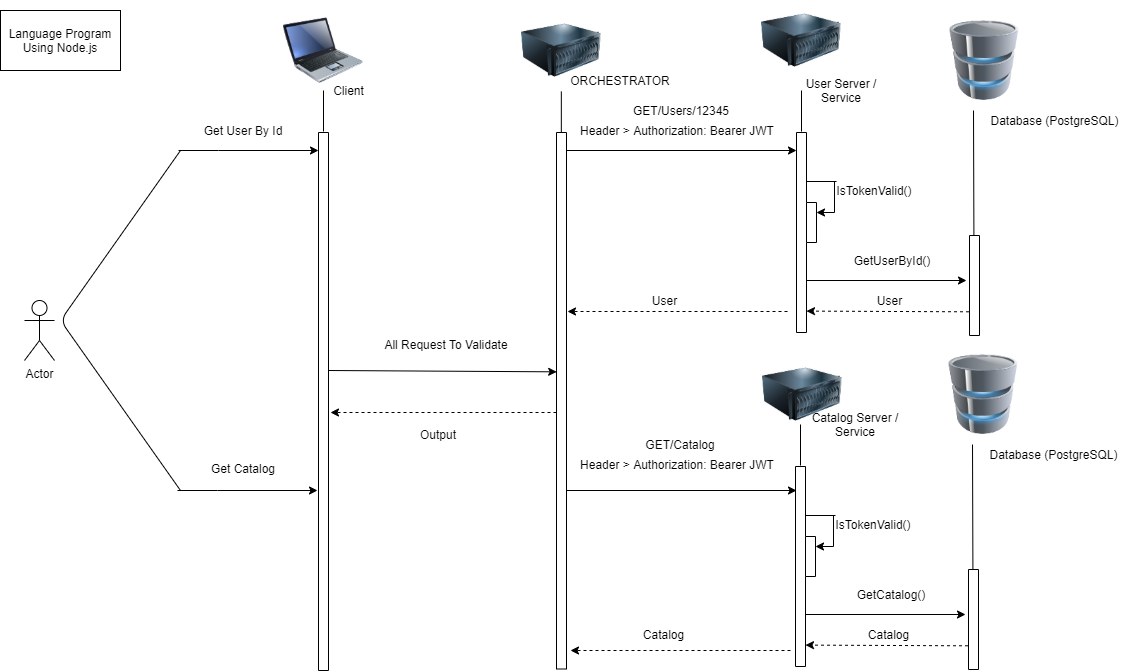 Language Program
Using Node.js
Client
ORCHESTRATOR
User Server /
Service
Database (PostgreSQL)
Get User By Id
GET/Users/12345
Header > Authorization: Bearer JWT
IsTokenValid()
GetUserById()
User
User
Actor
All Request To Validate
Output
Catalog Server /
Service
Database (PostgreSQL)
Get Catalog
GET/Catalog
Header > Authorization: Bearer JWT
IsTokenValid()
GetCatalog()
Catalog
Catalog